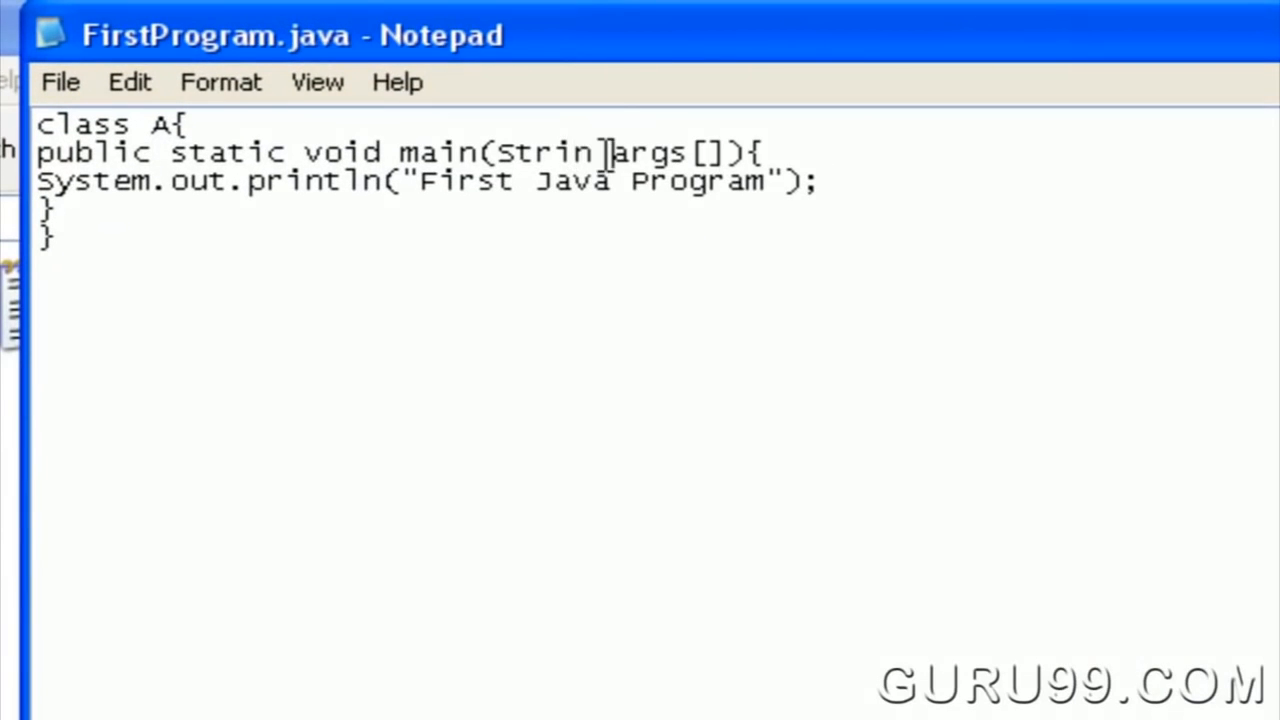 FirstProgram.java - Notepad
File Edit Format View Help
class A{
public static void main(Strin args[]){
System.out.println("First Java Program");
}
}
GURU99.COM